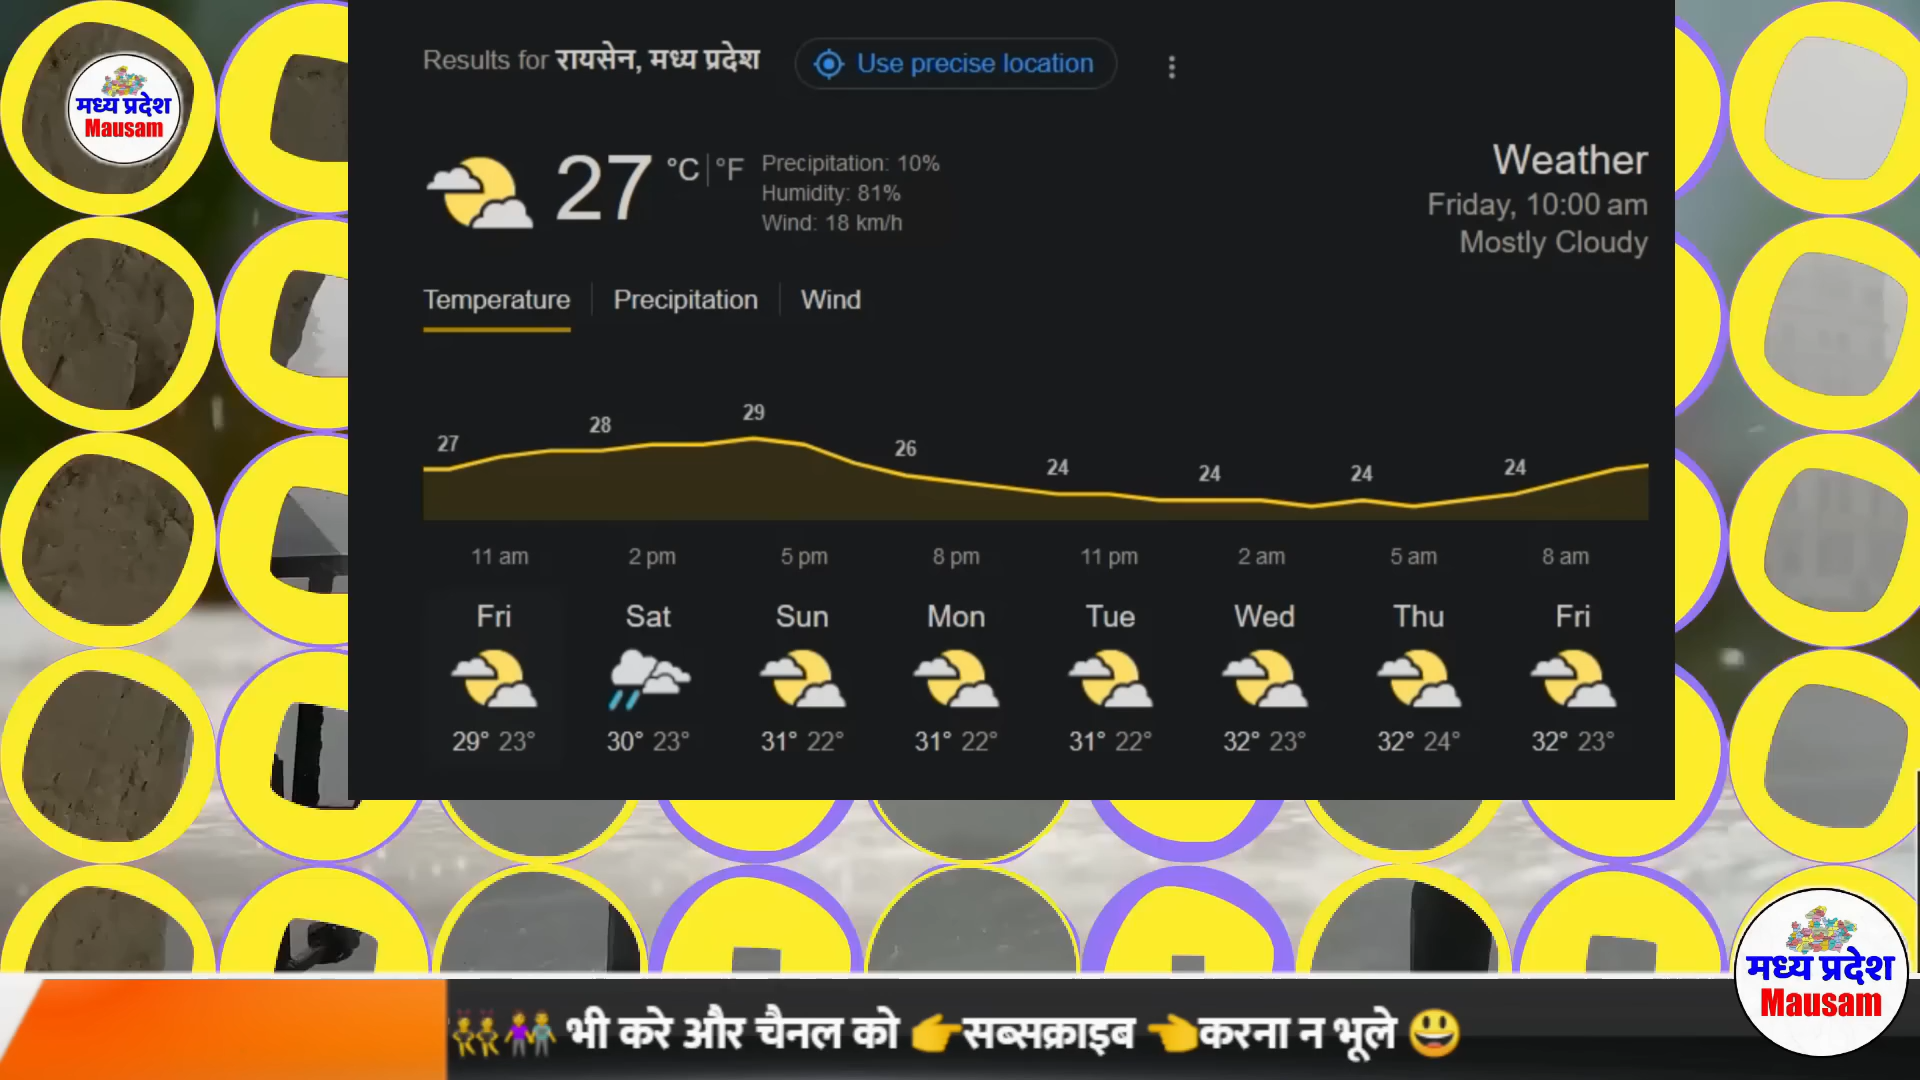 Results for रायसेन, मध्य प्रदेश
Use precise location
मध्य प्रदेश
Mausam
27 °C | °F
Precipitation: 10%
Humidity: 81%
Wind: 18 km/h
Weather
Friday, 10:00 am
Mostly Cloudy
Temperature Precipitation Wind
27 28 29 26 24 24 24 24
11 am 2 pm 5 pm 8 pm 11 pm 2 am 5 am 8 am
Fri Sat Sun Mon Tue Wed Thu Fri
29° 23° 30° 23° 31° 22° 31° 22° 31° 22° 32° 23° 32° 24° 32° 23°
भी करे और चैनल को 👉सब्सक्राइब 👈करना न भूले 😃
मध्य प्रदेश
Mausam